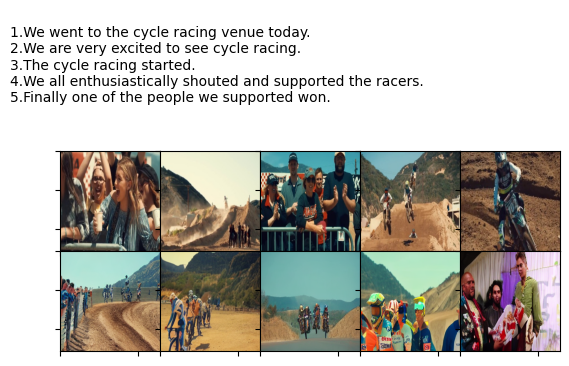 1.We went to the cycle racing venue today.
2.We are very excited to see cycle racing.
3.The cycle racing started.
4.We all enthusiastically shouted and supported the racers.
5.Finally one of the people we supported won.